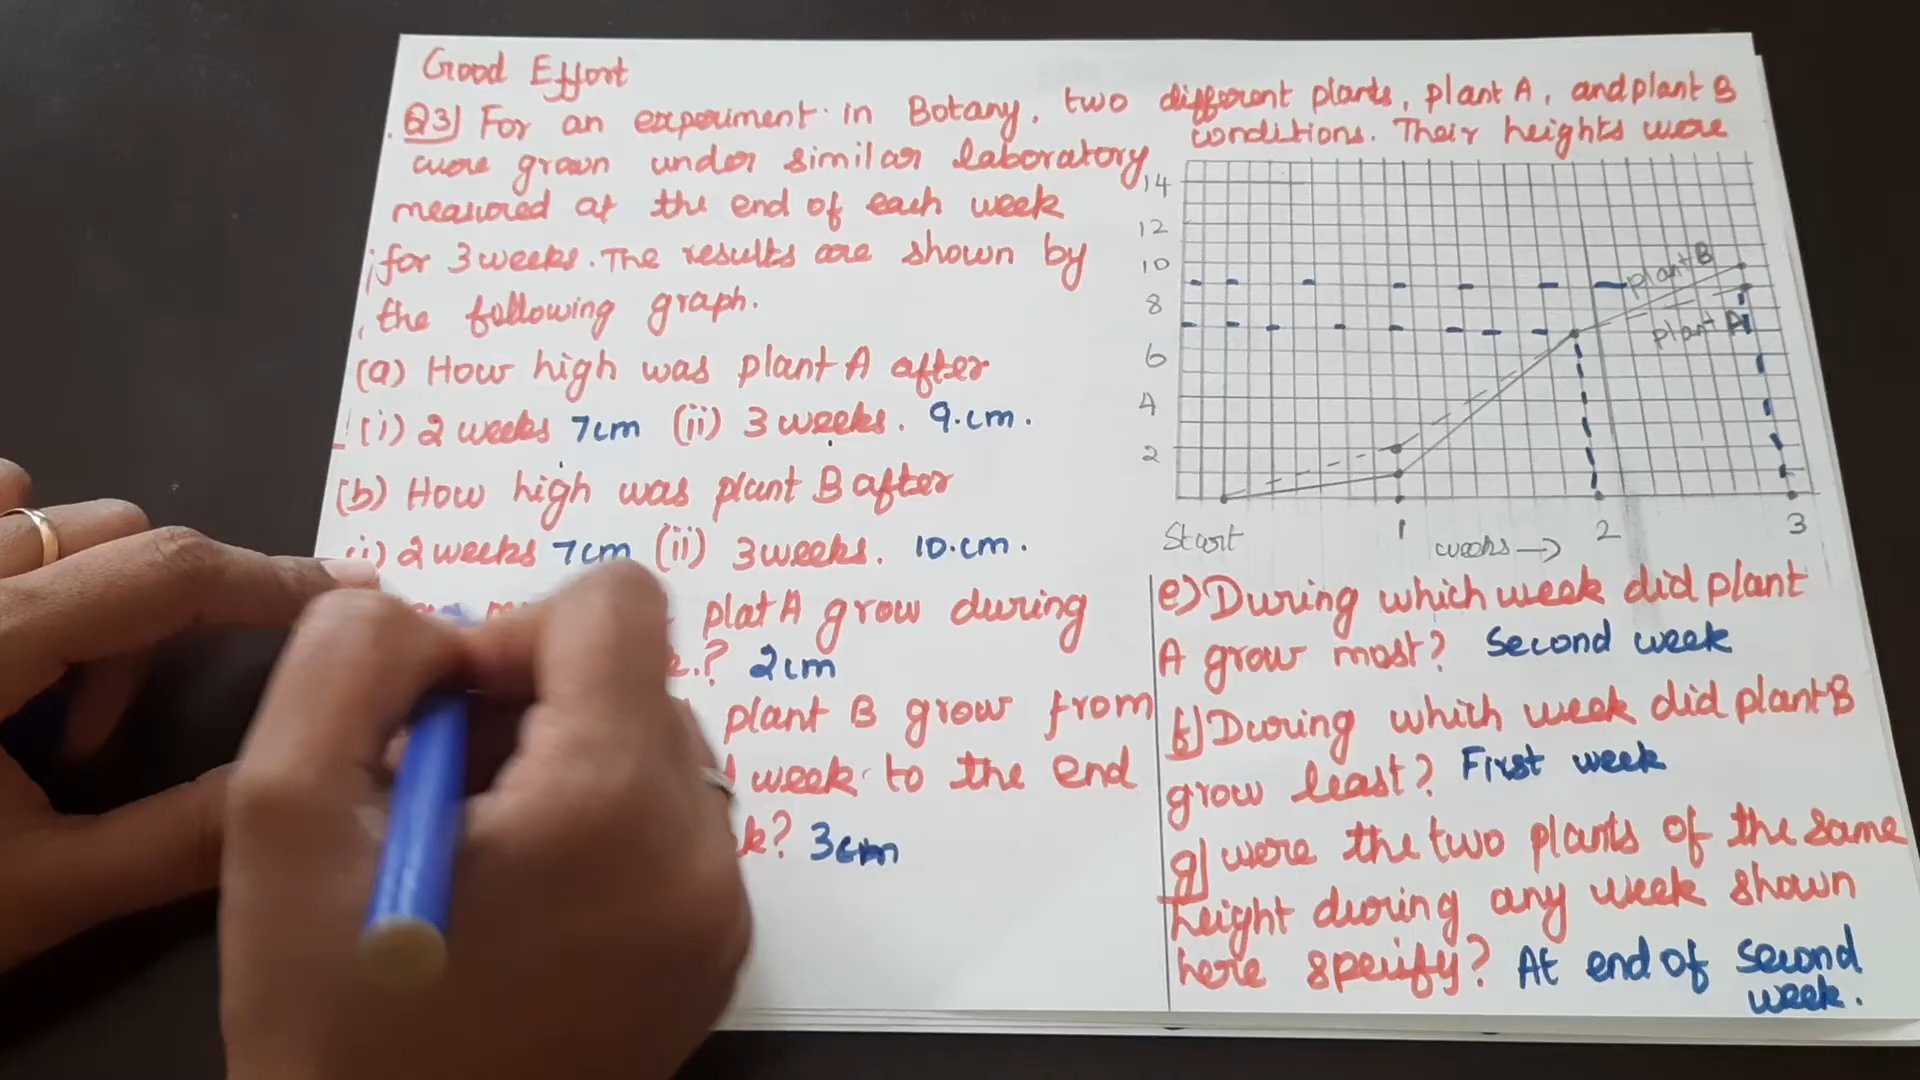 Good Effort
Q3) For an experiment in Botany, two different plants, plant A, and plant B
were grown under similar laboratory conditions. Their heights were
measured at the end of each week
for 3 weeks. The results are shown by
the following graph.
(a) How high was plant A after
(i) 2 weeks 7cm (ii) 3 weeks. 9.cm.
(b) How high was plant B after
(i) 2 weeks 7cm (ii) 3 weeks. 10.cm.
plat A grow during
? 2cm
plant B grow from
week to the end
k? 3cm
14
12
10
8
6
4
2
plant B
plant A
Start 1 weeks → 2 3
e) During which week did plant
A grow most? Second week
f) During which week did plant B
grow least? First week
g) were the two plants of the same
height during any week shown
here specify? At end of second
week.